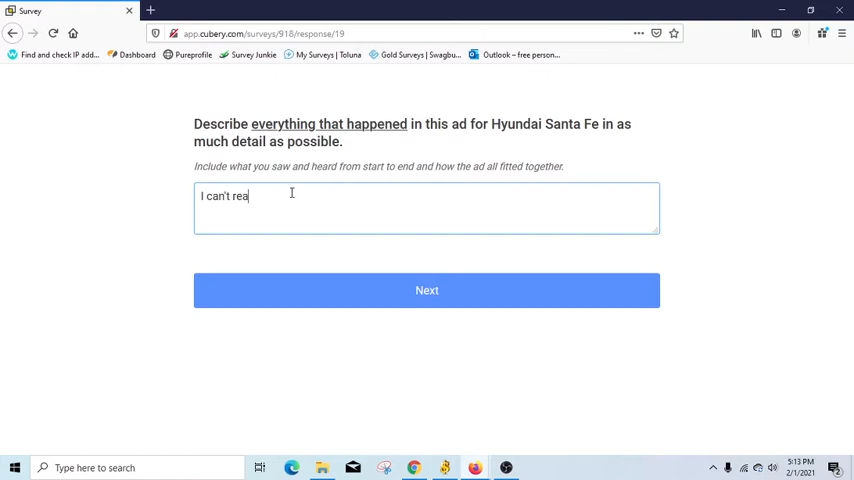 Survey
app.cubery.com/surveys/918/response/19
Find and check IP add...
Dashboard
Pureprofile
Survey Junkie
My Surveys | Toluna
Gold Surveys | Swagbu...
Outlook – free person...
Describe everything that happened in this ad for Hyundai Santa Fe in as
much detail as possible.
Include what you saw and heard from start to end and how the ad all fitted together.
I can't rea
Next
Type here to search
5:13 PM
2/1/2021
2